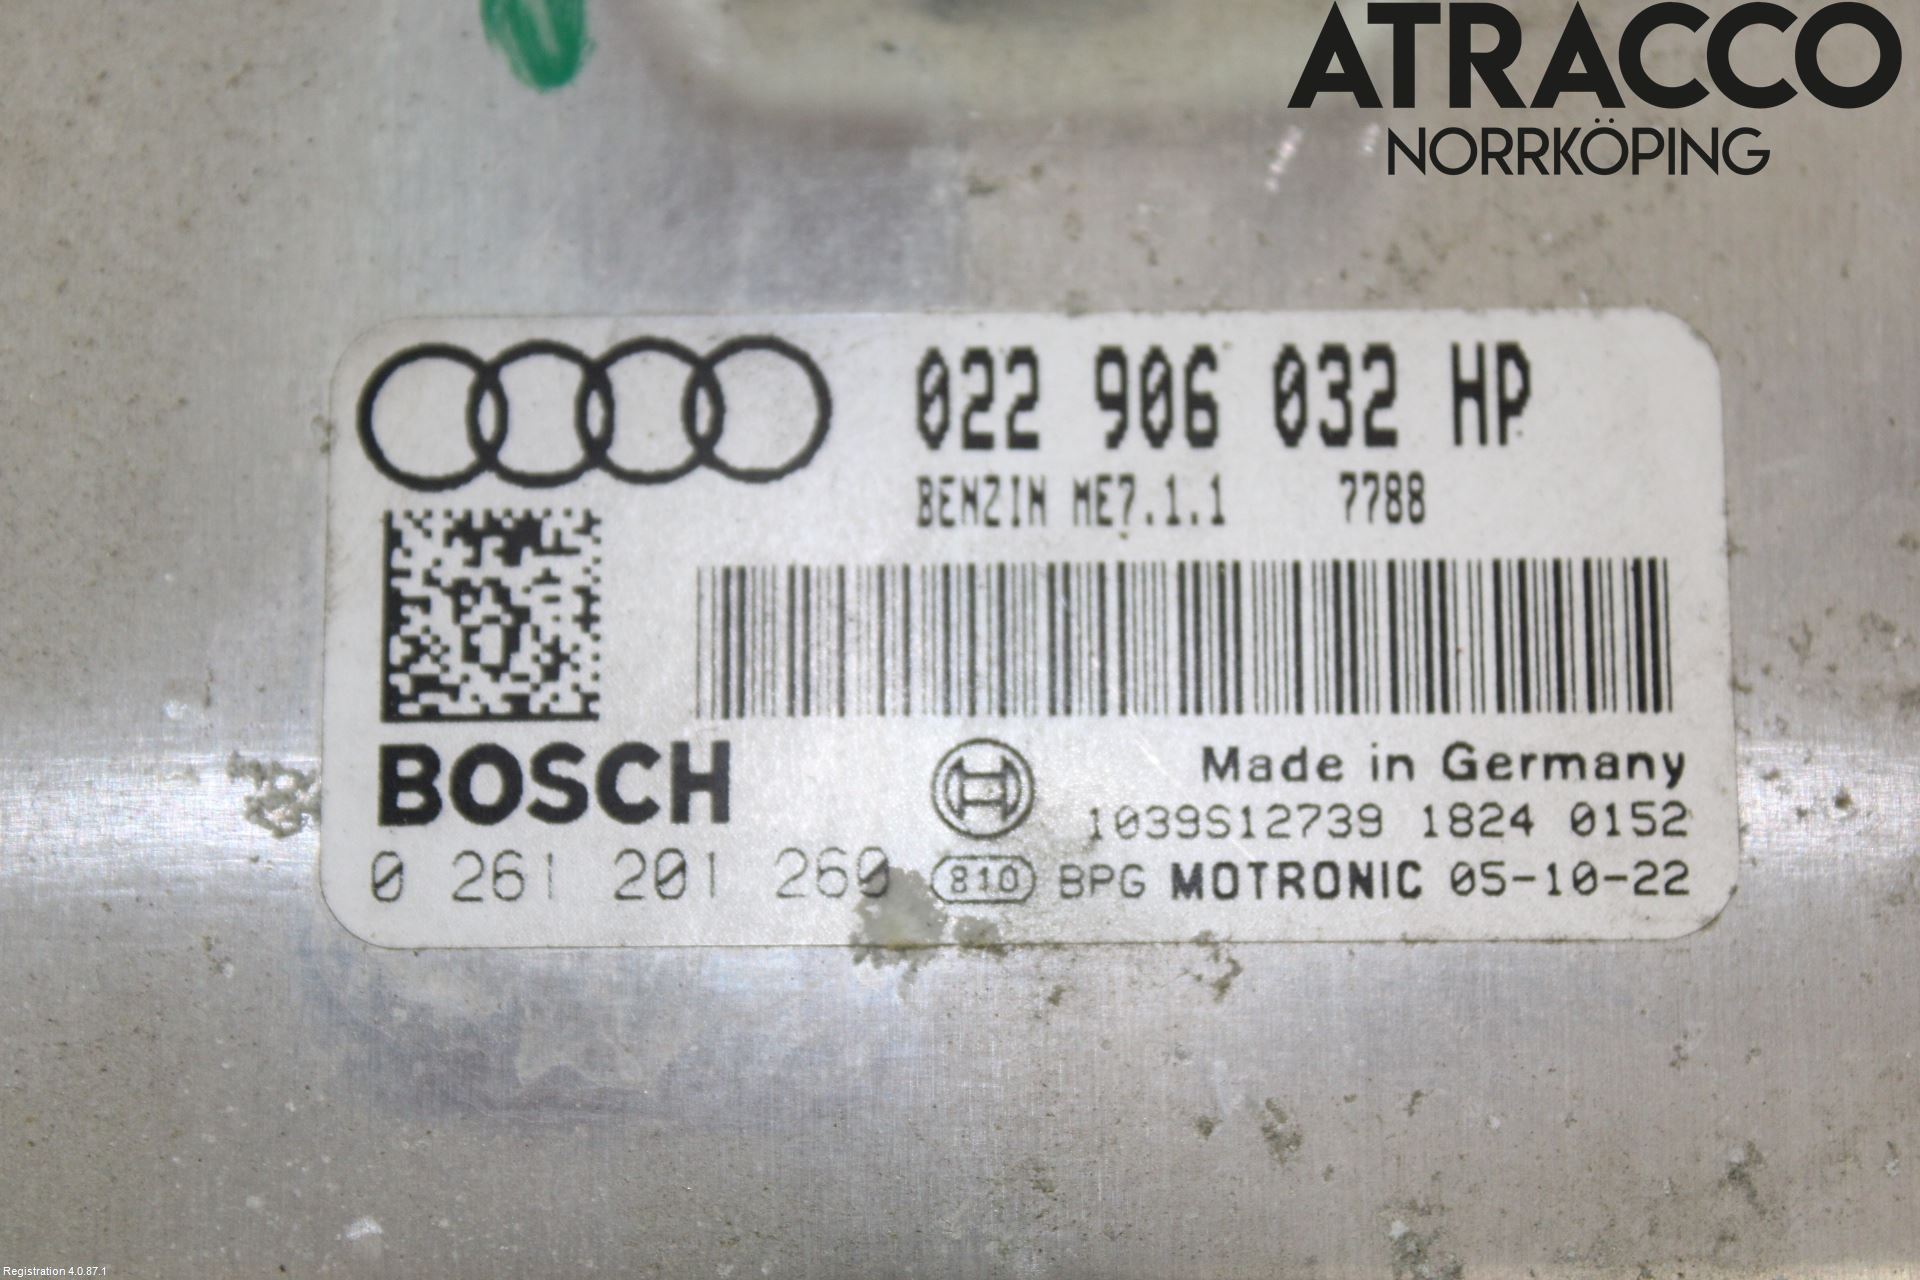 ATRACCO
NORRKÖPING
022 906 032 HP
BENZIN ME7.1.1 7788
BOSCH
Made in Germany
1039S12739 1824 0152
0 261 201 260 810 BPG MOTRONIC 05-10-22
Registration 4.0.87.1